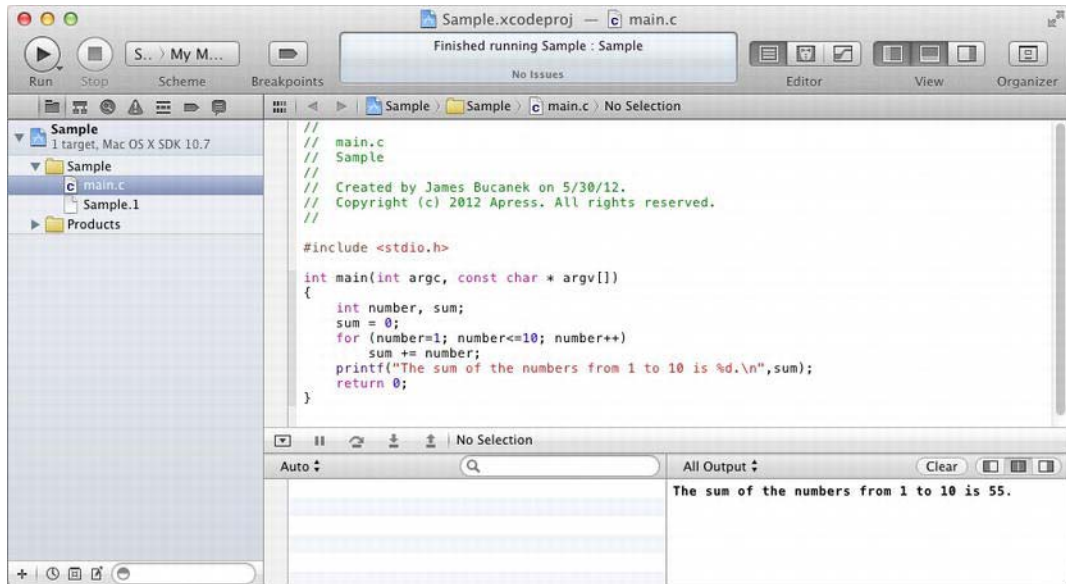 Sample.xcodeproj — c main.c
S.. › My M...
Finished running Sample : Sample
No Issues
Run Stop Scheme Breakpoints Editor View Organizer
Sample › Sample › c main.c › No Selection
Sample
1 target, Mac OS X SDK 10.7
Sample
c main.c
Sample.1
Products
//
// main.c
// Sample
//
// Created by James Bucanek on 5/30/12.
// Copyright (c) 2012 Apress. All rights reserved.
//
#include <stdio.h>
int main(int argc, const char * argv[])
{
int number, sum;
sum = 0;
for (number=1; number<=10; number++)
sum += number;
printf("The sum of the numbers from 1 to 10 is %d.\n",sum);
return 0;
}
No Selection
Auto
All Output
Clear
The sum of the numbers from 1 to 10 is 55.